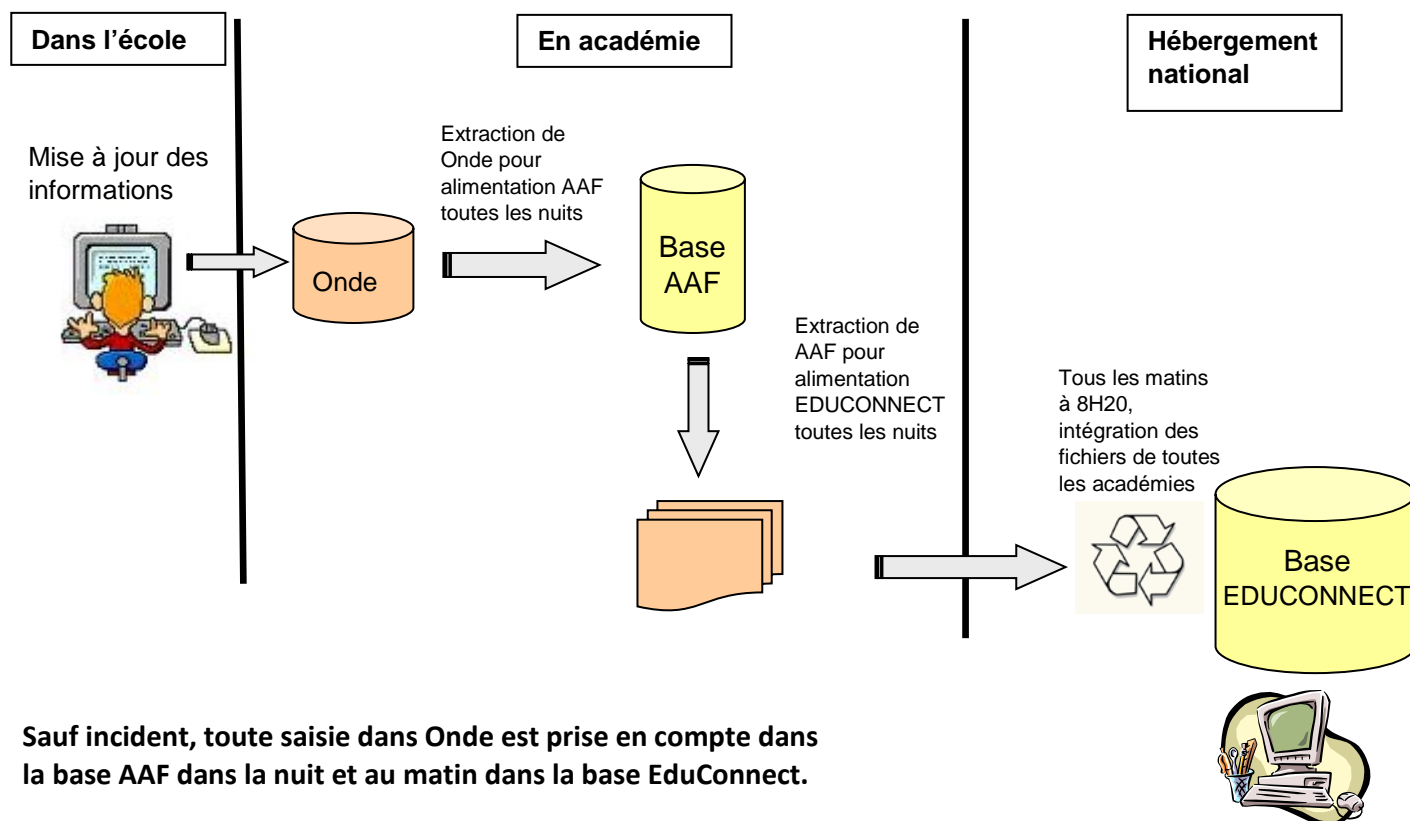 Dans l'école
En académie
Hébergement
national
Mise à jour des
informations
Extraction de
Onde pour
alimentation AAF
toutes les nuits
Onde
Base
AAF
Extraction de
AAF pour
alimentation
EDUCONNECT
toutes les nuits
Tous les matins
à 8H20,
intégration des
fichiers de toutes
les académies
Base
EDUCONNECT
Sauf incident, toute saisie dans Onde est prise en compte dans
la base AAF dans la nuit et au matin dans la base EduConnect.